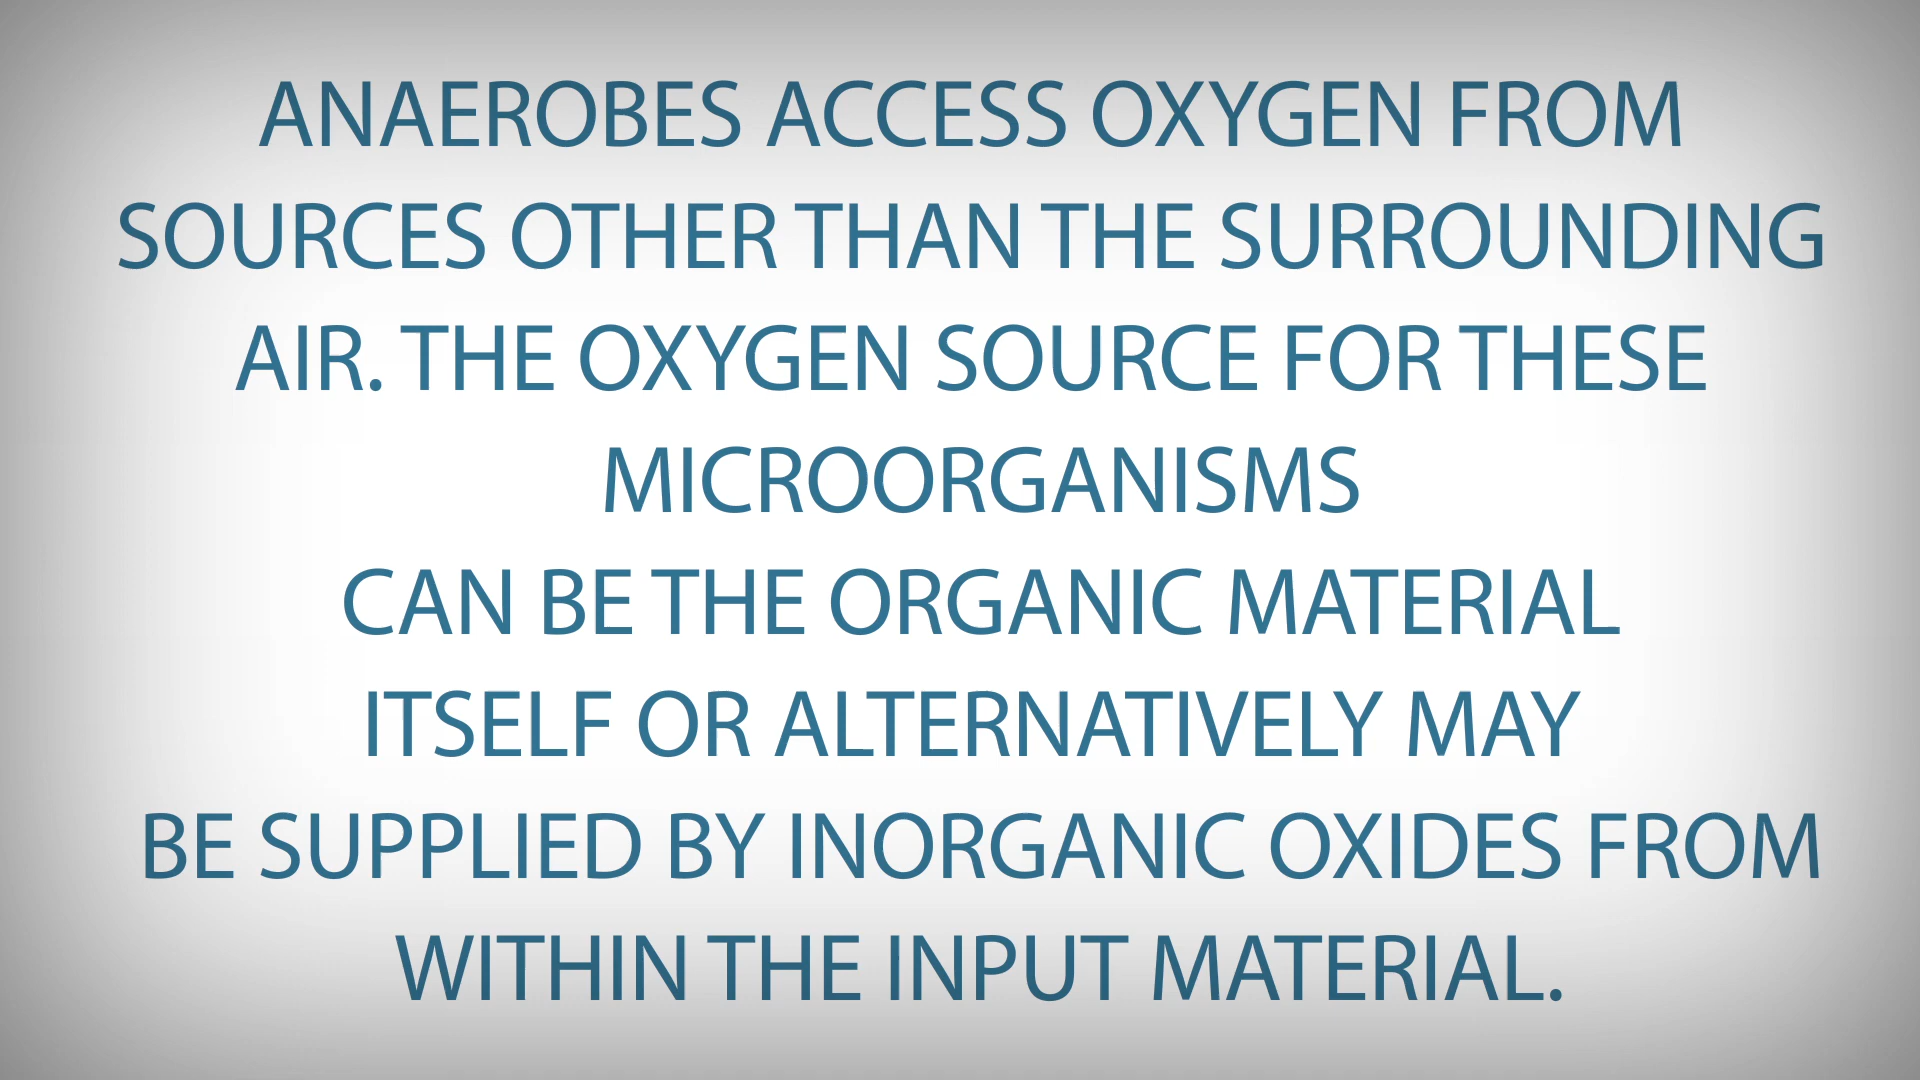 ANAEROBES ACCESS OXYGEN FROM
SOURCES OTHER THAN THE SURROUNDING
AIR. THE OXYGEN SOURCE FOR THESE
MICROORGANISMS
CAN BE THE ORGANIC MATERIAL
ITSELF OR ALTERNATIVELY MAY
BE SUPPLIED BY INORGANIC OXIDES FROM
WITHIN THE INPUT MATERIAL.